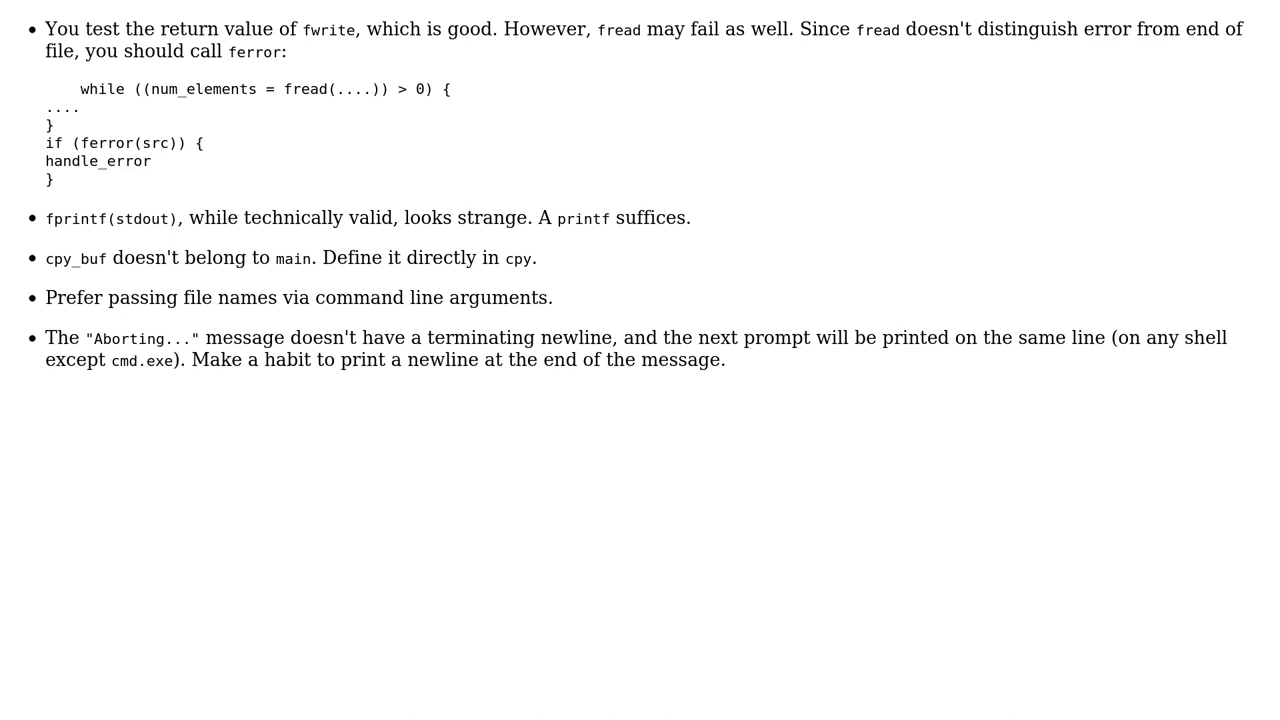 • You test the return value of fwrite, which is good. However, fread may fail as well. Since fread doesn't distinguish error from end of
file, you should call ferror:
    while ((num_elements = fread(....)) > 0) {
....
}
if (ferror(src)) {
handle_error
}
• fprintf(stdout), while technically valid, looks strange. A printf suffices.
• cpy_buf doesn't belong to main. Define it directly in cpy.
• Prefer passing file names via command line arguments.
• The "Aborting..." message doesn't have a terminating newline, and the next prompt will be printed on the same line (on any shell
except cmd.exe). Make a habit to print a newline at the end of the message.